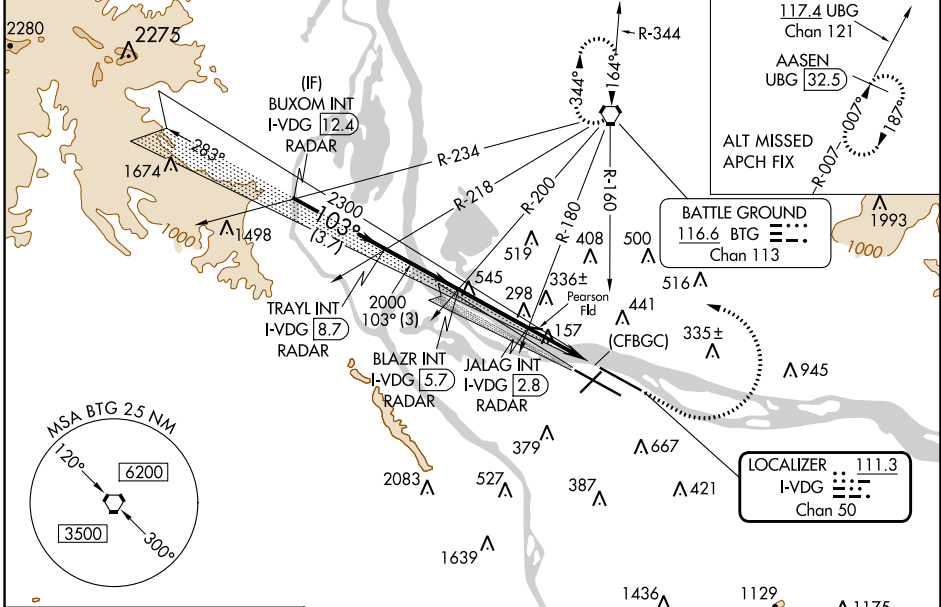 2280
2275
(IF)
BUXOM INT
I-VDG 12.4
RADAR
283°
1674
1498
1000
2300
103°
(3.7)
R-234
R-218
R-200
R-180
R-160
R-344
344°
164°
117.4 UBG
Chan 121
AASEN
UBG 32.5
007°
187°
R-007
ALT MISSED
APCH FIX
BATTLE GROUND
116.6 BTG
Chan 113
1993
1000
519
408
500
516
545
298
336±
Pearson
Fld
157
441
335±
(CFBGC)
945
TRAYL INT
I-VDG 8.7
RADAR
2000
103° (3)
BLAZR INT
I-VDG 5.7
RADAR
JALAG INT
I-VDG 2.8
RADAR
379
667
2083
527
387
421
1639
1436
1129
1175
LOCALIZER 111.3
I-VDG
Chan 50
MSA BTG 25 NM
120°
6200
3500
300°